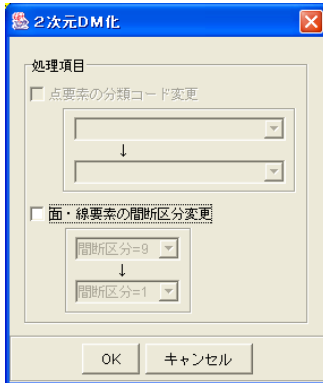 ２次元DM化
処理項目
点要素の分類コード変更
↓
面・線要素の間断区分変更
間断区分=9
↓
間断区分=1
OK
キャンセル